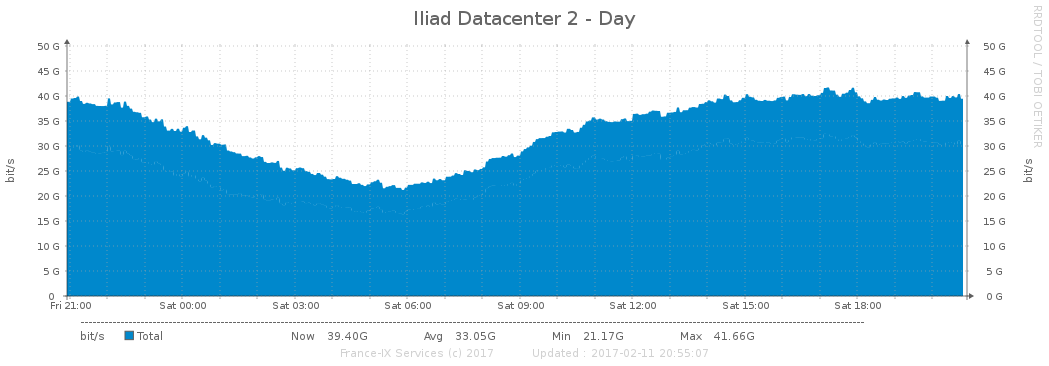 Iliad Datacenter 2 - Day
RRDTOOL / TOBI OETIKER
50 G 50 G
45 G 45 G
40 G 40 G
35 G 35 G
30 G 30 G
25 G 25 G
20 G 20 G
15 G 15 G
10 G 10 G
5 G 5 G
0 0 G
bit/s bit/s
Fri 21:00 Sat 00:00 Sat 03:00 Sat 06:00 Sat 09:00 Sat 12:00 Sat 15:00 Sat 18:00
bit/s Total Now 39.40G Avg 33.05G Min 21.17G Max 41.66G
France-IX Services (c) 2017 Updated : 2017-02-11 20:55:07